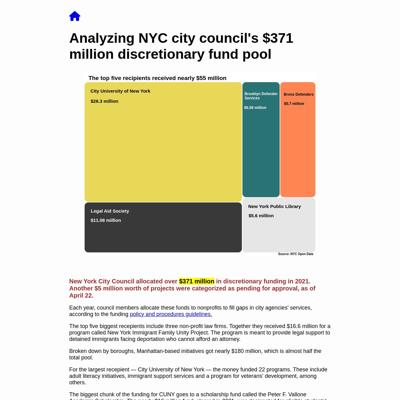 Analyzing NYC city council's $371
million discretionary fund pool
The top five recipients received nearly $55 million
City University of New York
$26.3 million
Brooklyn Defender
Services
Bronx Defenders
$5.7 million
Legal Aid Society
$11.08 million
New York Public Library
$5.6 million
Source: NYC Open Data
New York City Council allocated over $371 million in discretionary funding in 2021.
Another $5 million worth of projects were categorized as pending for approval, as of
April 22.
Each year, council members allocate these funds to nonprofits to fill gaps in city agencies' services,
according to the funding policy and procedures guidelines.
The top five biggest recipients include three non-profit law firms. Together they received $16.6 million for a
program called New York Immigrant Family Unity Project. The program is meant to provide legal support to
detained immigrants facing deportation who cannot afford an attorney.
Broken down by boroughs, Manhattan-based initiatives got nearly $180 million, which is almost half the
total pool.
For the largest recepient — City University of New York — the money funded 22 programs. These include
adult literacy initiatives, immigrant support services and a program for veterans' development, among
others.
The biggest chunk of the funding for CUNY goes to a scholarship fund called the Peter F. Vallone